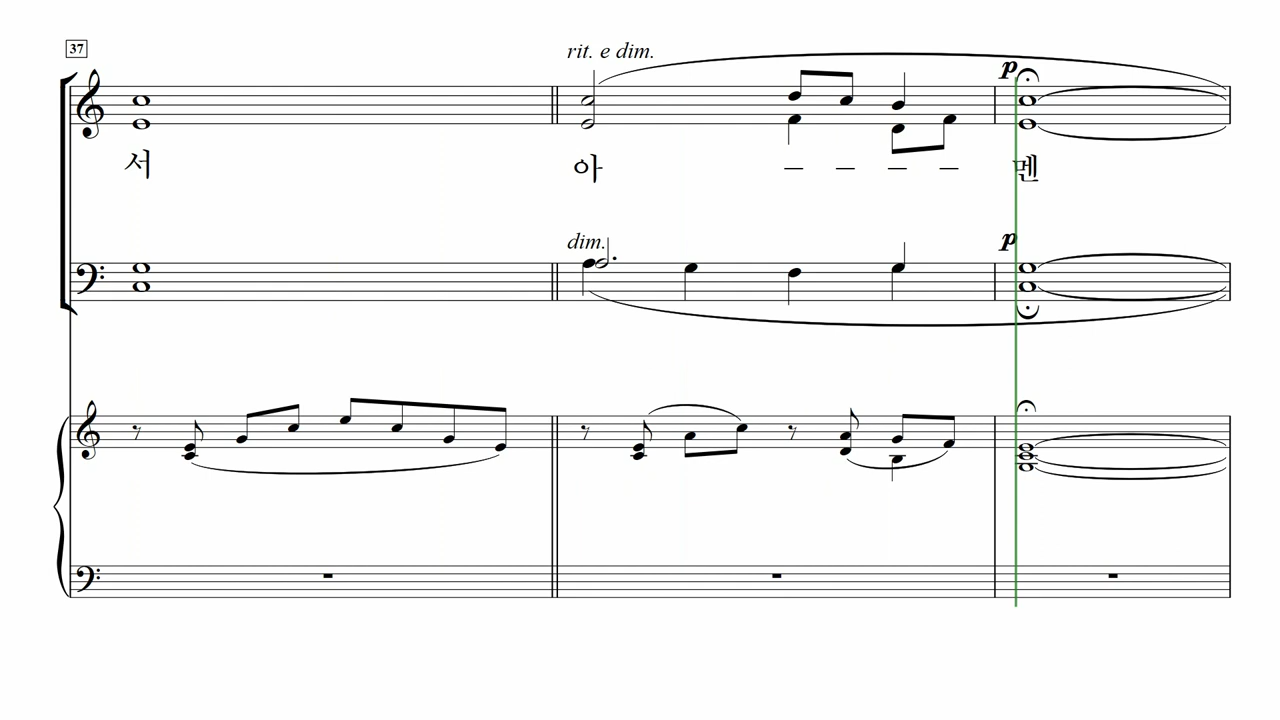 37
rit. e dim.
p
서 아 – – – – 멘
dim.
p